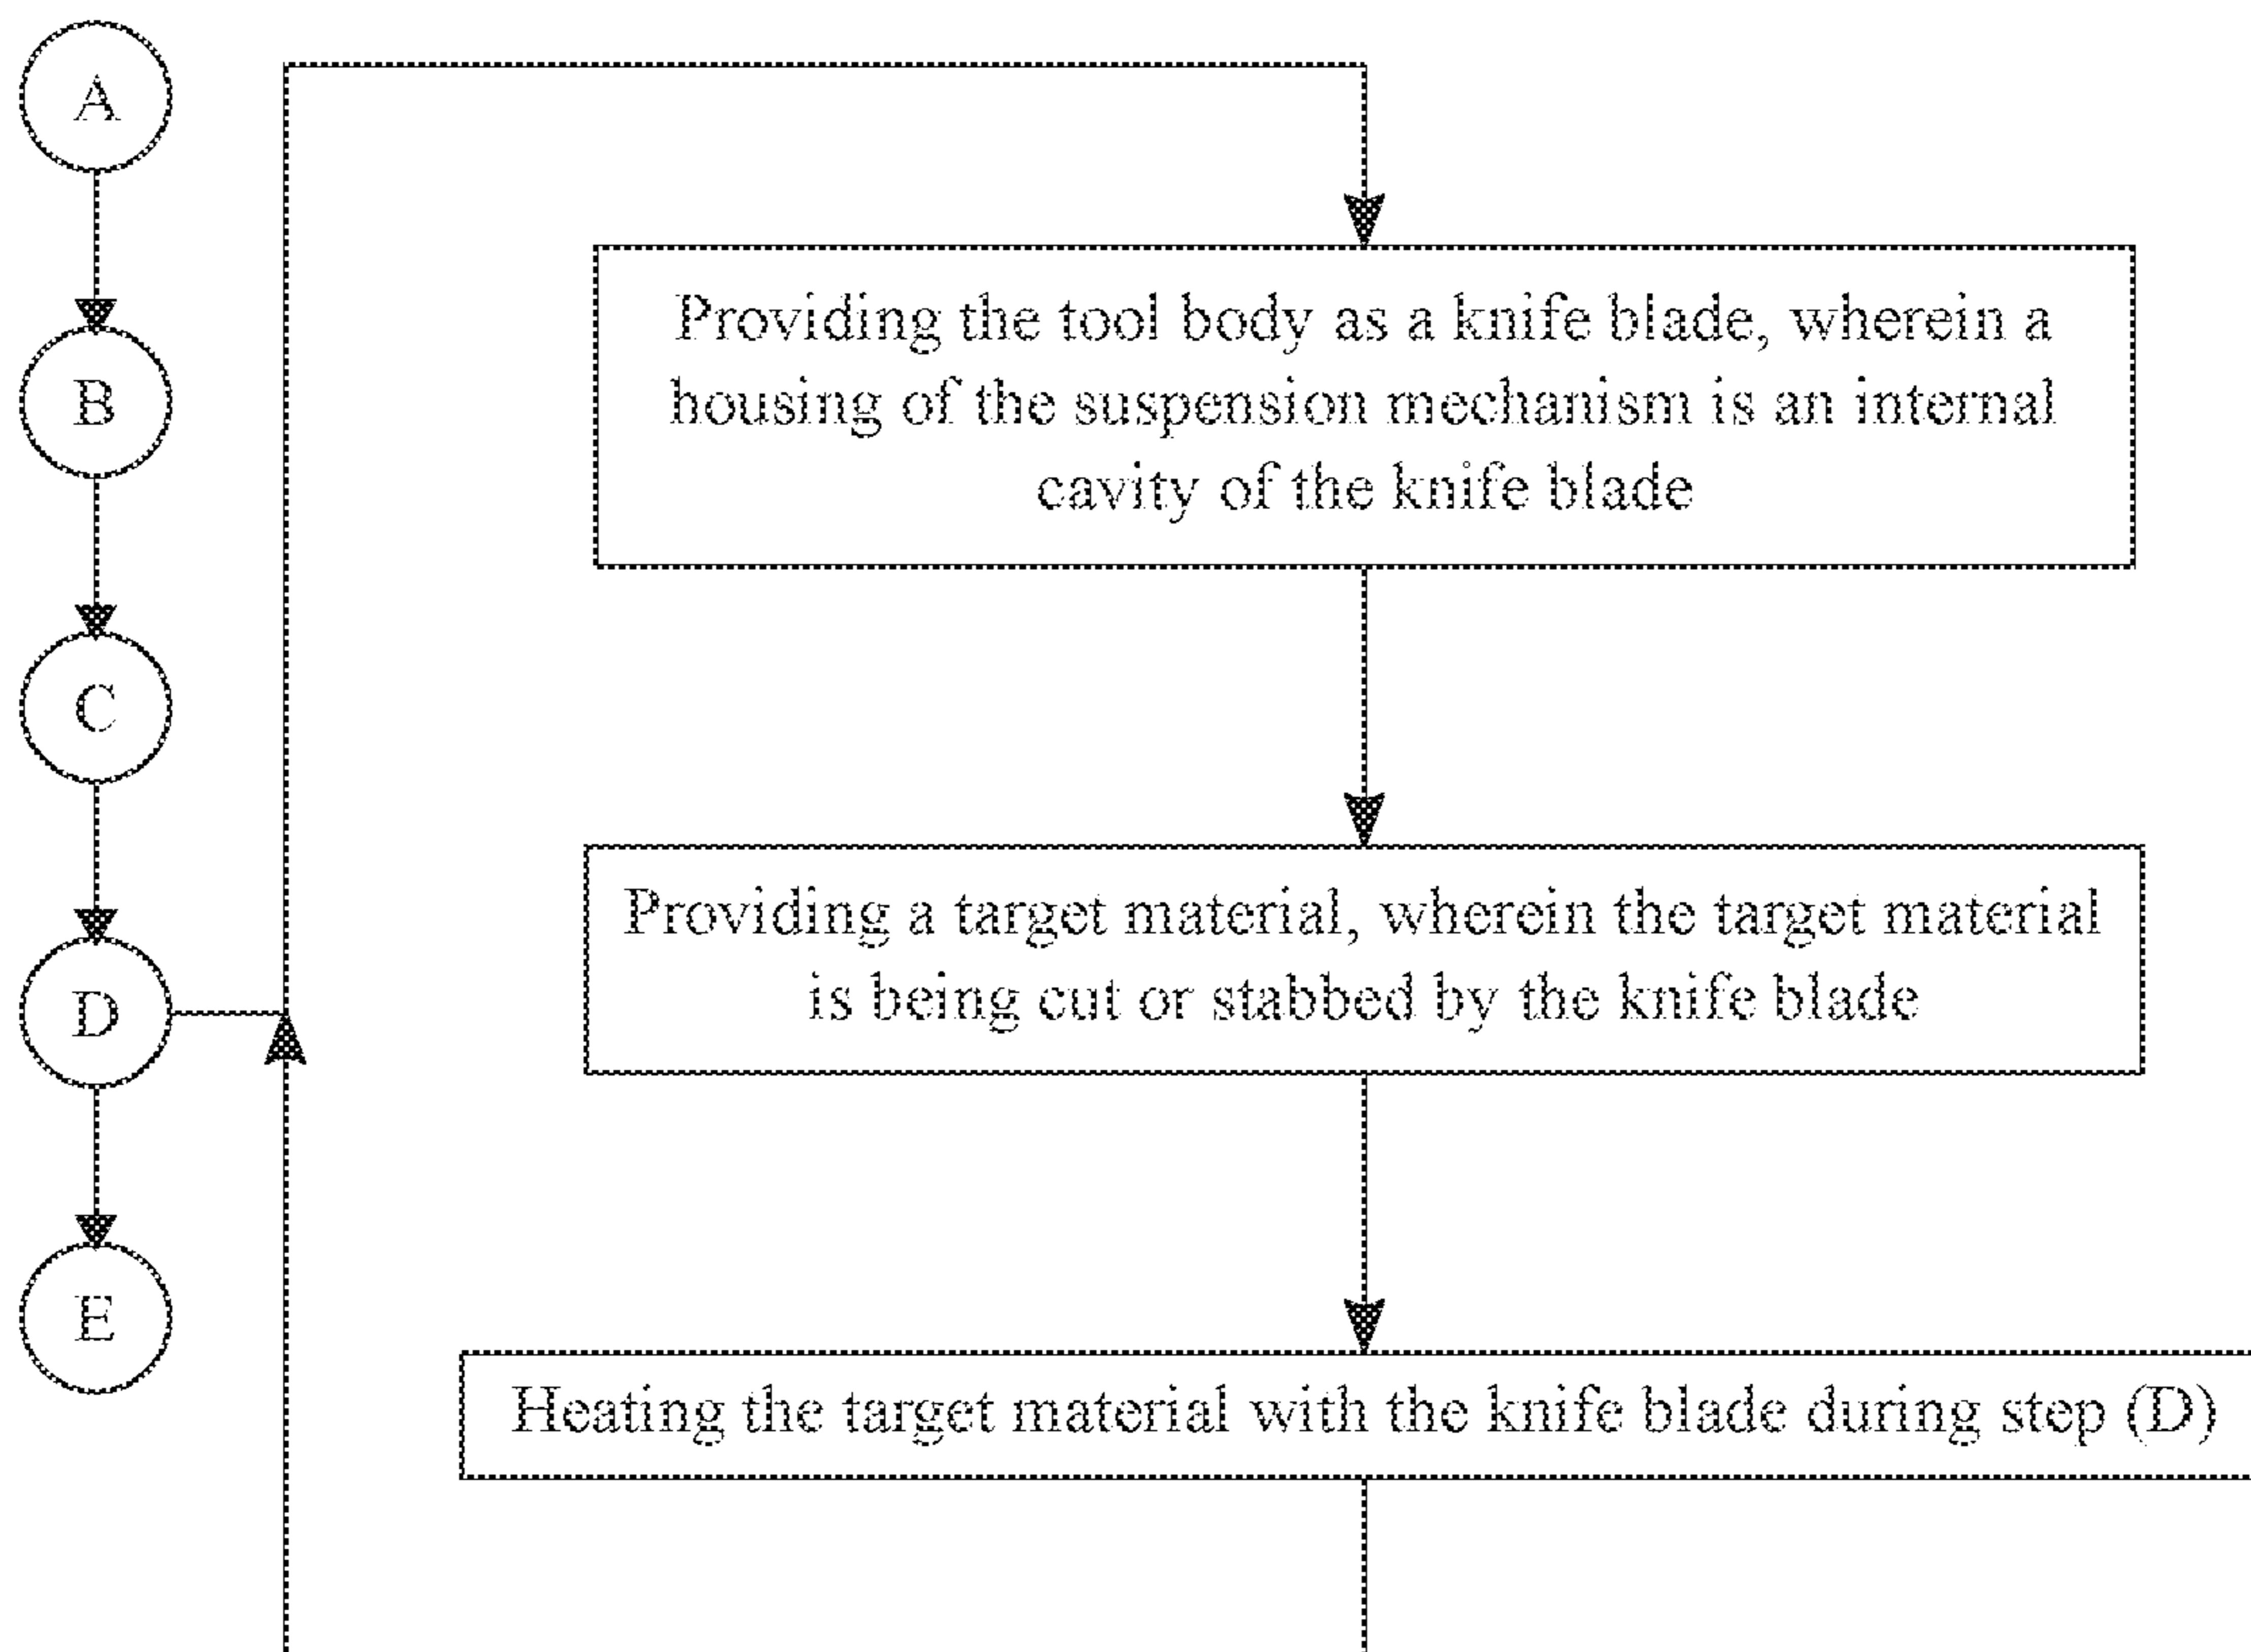 A
B
C
D
E
Providing the tool body as a knife blade, wherein a
housing of the suspension mechanism is an internal
cavity of the knife blade
Providing a target material, wherein the target material
is being cut or stabbed by the knife blade
Heating the target material with the knife blade during step (D)